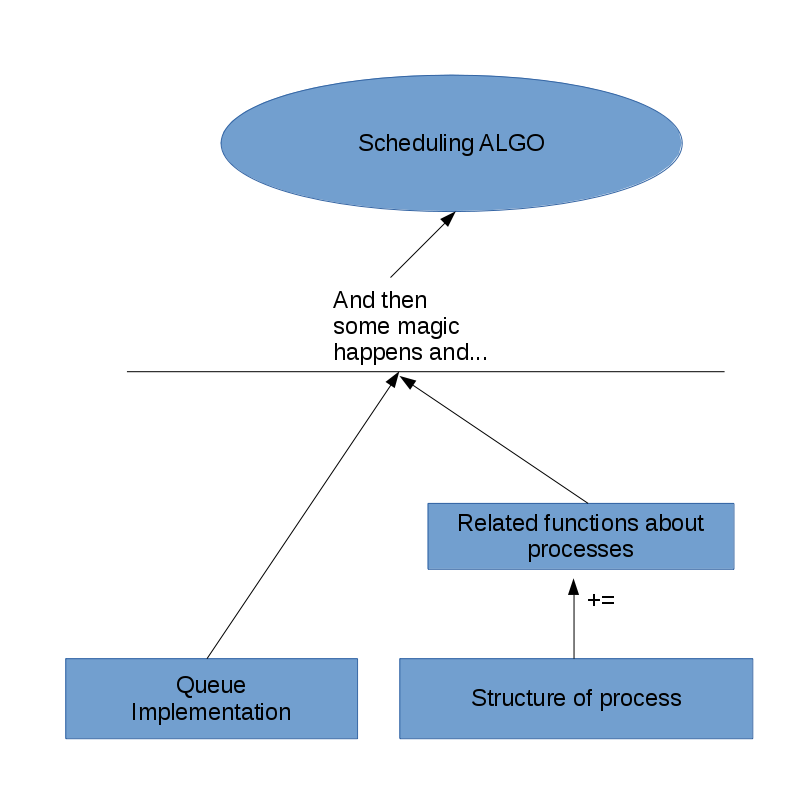 Scheduling ALGO
And then
some magic
happens and...
Related functions about
processes
+=
Queue
Implementation
Structure of process